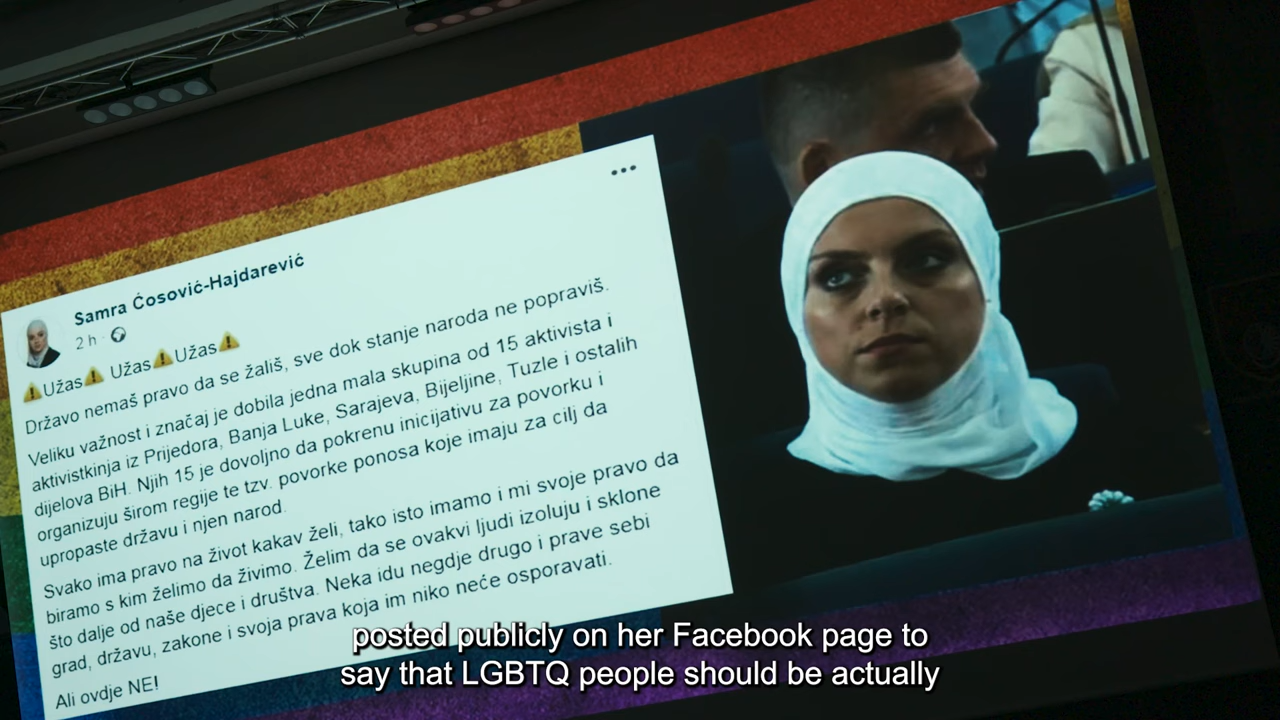 Samra Ćosović-Hajdarević
2 h
⚠Užas⚠ Užas⚠Užas⚠
Državo nemaš pravo da se žališ, sve dok stanje naroda ne popraviš.
Veliku važnost i značaj je dobila jedna mala skupina od 15 aktivista i
aktivistkinja iz Prijedora, Banja Luke, Sarajeva, Bijeljine, Tuzle i ostalih
dijelova BiH. Njih 15 je dovoljno da pokrenu inicijativu za povorku i
organizuju širom regije te tzv. povorke ponosa koje imaju za cilj da
upropaste državu i njen narod.
Svako ima pravo na život kakav želi, tako isto imamo i mi svoje pravo da
biramo s kim želimo da živimo. Želim da se ovakvi ljudi izoluju i sklone
što dalje od naše djece i društva. Neka idu negdje drugo i prave sebi
grad, državu, zakone i svoja prava koja im niko neće osporavati.
Ali ovdje NE!
posted publicly on her Facebook page to
say that LGBTQ people should be actually